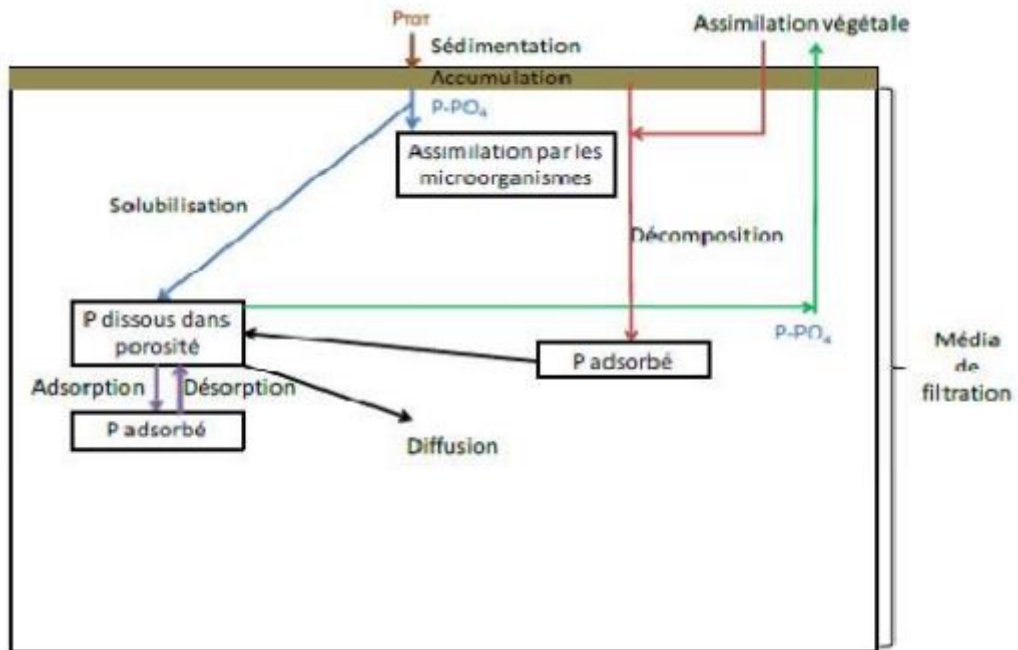 PTOT
Sédimentation
Assimilation végétale
Accumulation
P-PO₄
Assimilation par les
microorganismes
Solubilisation
Décomposition
P dissous dans
porosité
P-PO₄
P adsorbé
Média
de
filtration
Adsorption
Désorption
P adsorbé
Diffusion